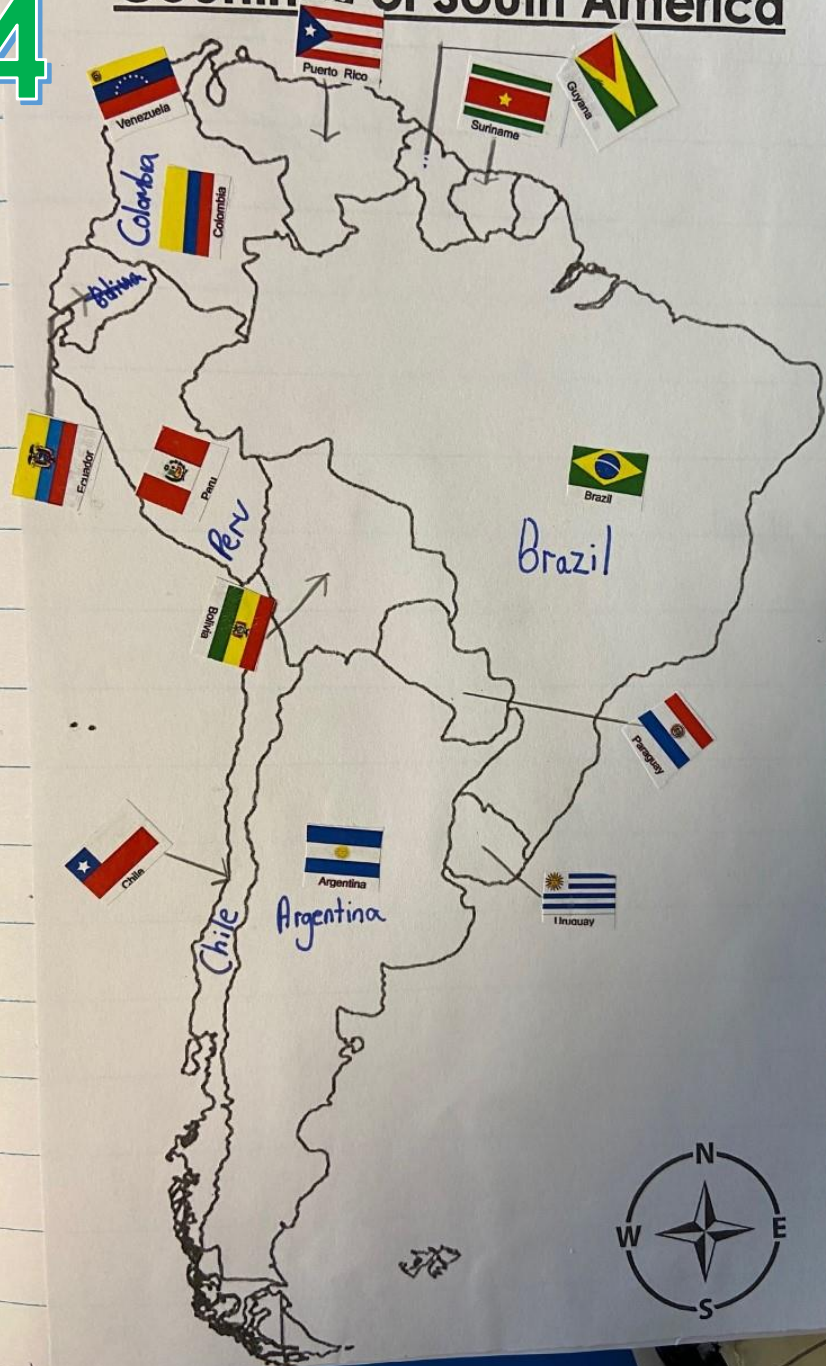 4
of South America
Puerto Rico
Venezuela
Suriname
Guyana
Colombia
Colombia
Bolivia
Ecuador
Peru
Peru
Brazil
Brazil
Bolivia
Paraguay
Chile
Argentina
Uruguay
Argentina
Chile
N
W
E
S